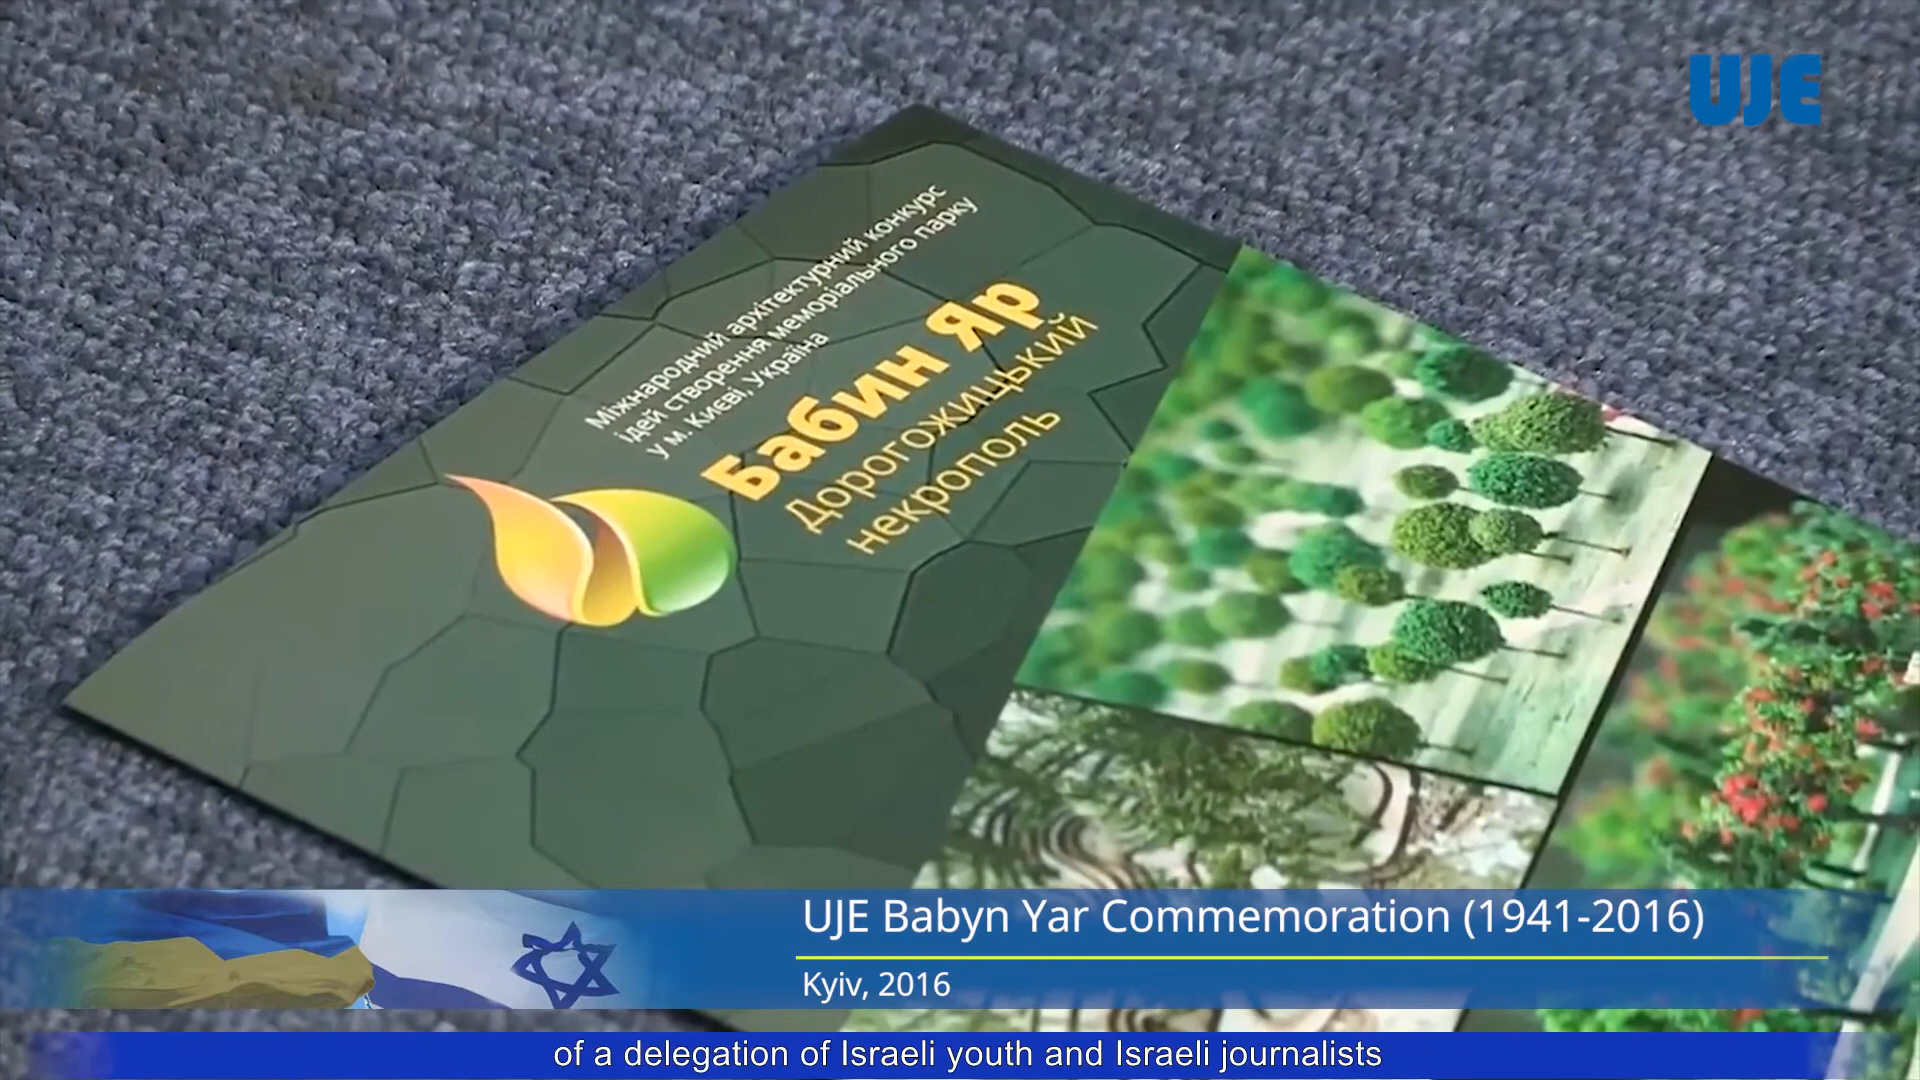 UJE
Міжнародний архітектурний конкурс
ідей створення меморіального парку
у м. Києві, Україна
Бабин Яр
Дорогожицький
некрополь
UJE Babyn Yar Commemoration (1941-2016)
Kyiv, 2016
of a delegation of Israeli youth and Israeli journalists